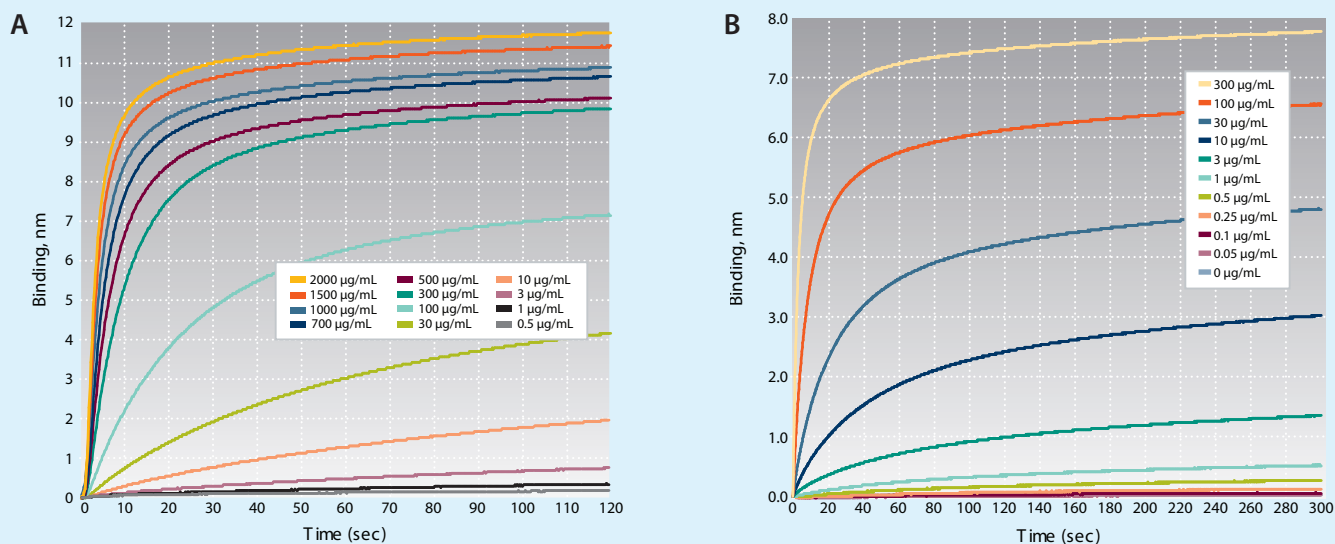 A
12
11
10
9
8
7
6
5
4
3
2
1
0
Binding, nm
2000 µg/mL
1500 µg/mL
1000 µg/mL
700 µg/mL
500 µg/mL
300 µg/mL
100 µg/mL
30 µg/mL
10 µg/mL
3 µg/mL
1 µg/mL
0.5 µg/mL
0 10 20 30 40 50 60 70 80 90 100 110 120
Time (sec)
B
8.0
7.0
6.0
5.0
4.0
3.0
2.0
1.0
0.0
Binding, nm
300 µg/mL
100 µg/mL
30 µg/mL
10 µg/mL
3 µg/mL
1 µg/mL
0.5 µg/mL
0.25 µg/mL
0.1 µg/mL
0.05 µg/mL
0 µg/mL
0 20 40 60 80 100 120 140 160 180 200 220 240 260 280 300
Time (sec)